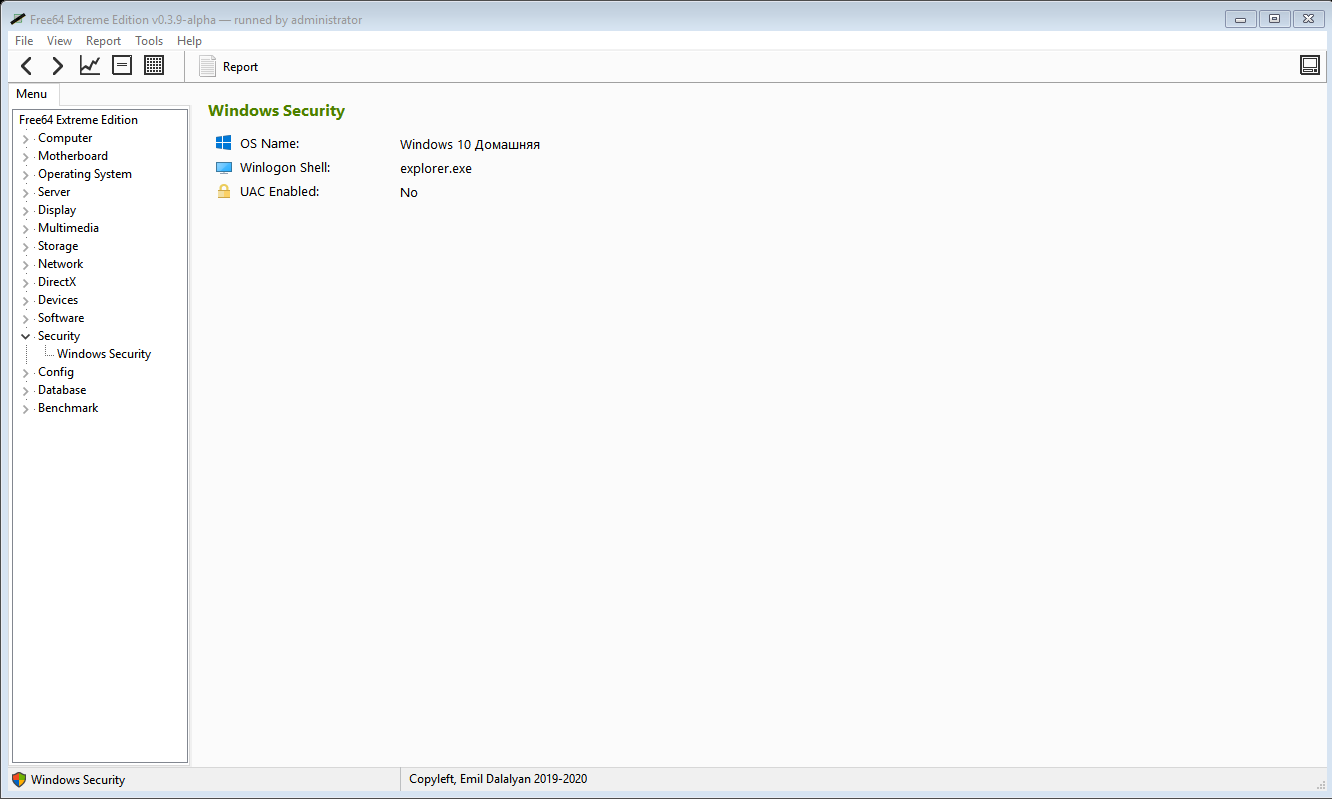 Free64 Extreme Edition v0.3.9-alpha — runned by administrator
File View Report Tools Help
Report
Menu
Free64 Extreme Edition
Computer
Motherboard
Operating System
Server
Display
Multimedia
Storage
Network
DirectX
Devices
Software
Security
Windows Security
Config
Database
Benchmark
Windows Security
OS Name: Windows 10 Домашняя
Winlogon Shell: explorer.exe
UAC Enabled: No
Windows Security
Copyleft, Emil Dalalyan 2019-2020